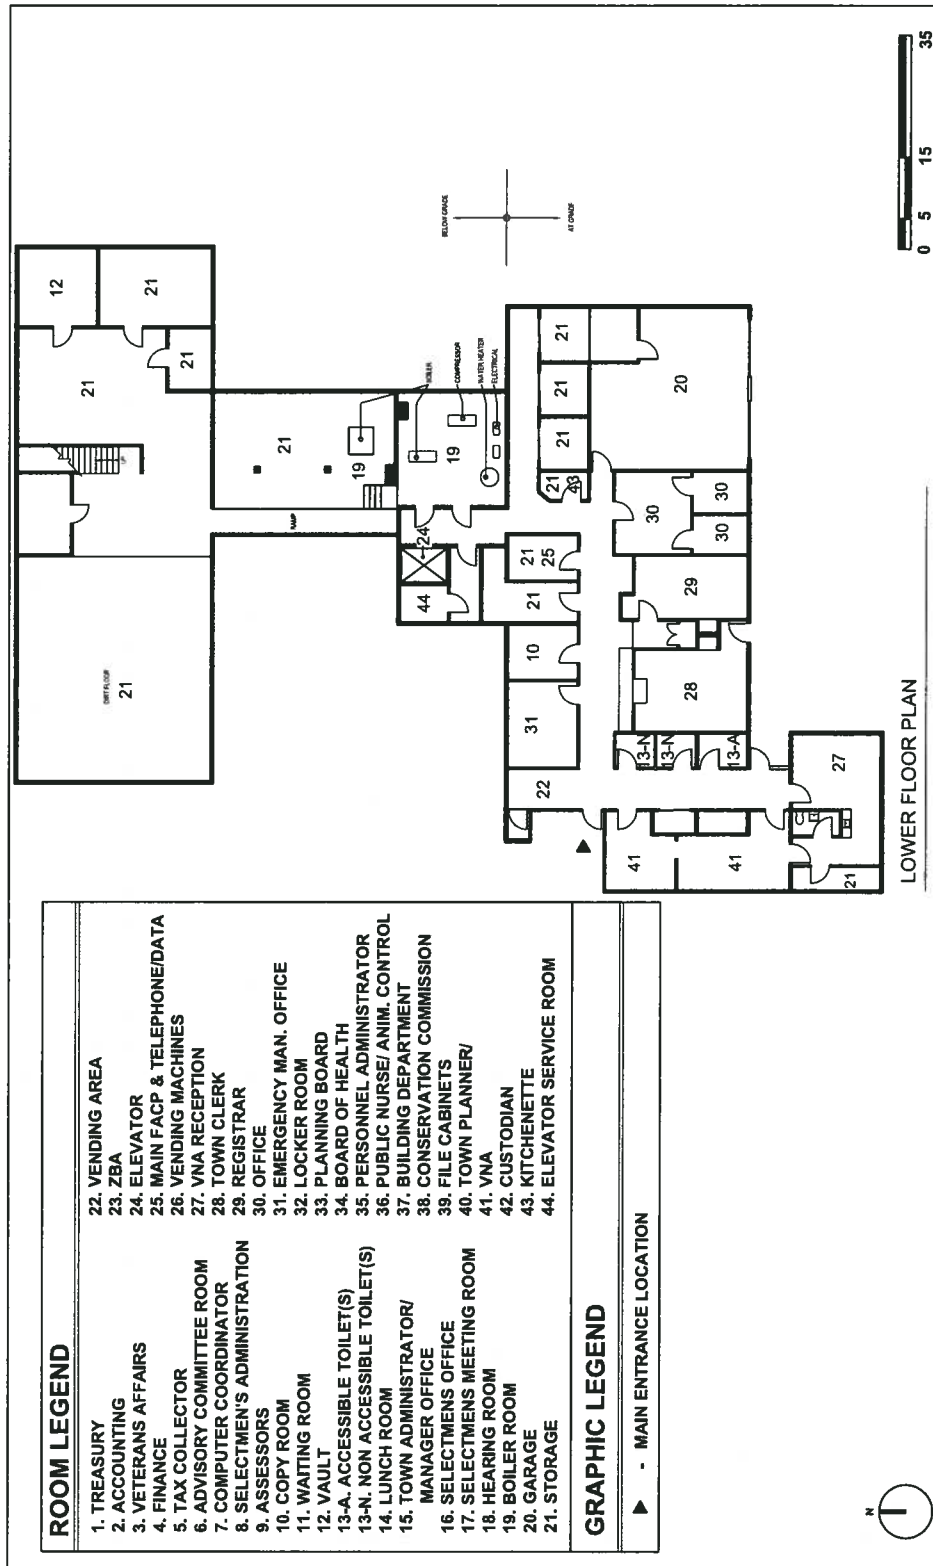 ROOM LEGEND
1. TREASURY
2. ACCOUNTING
3. VETERANS AFFAIRS
4. FINANCE
5. TAX COLLECTOR
6. ADVISORY COMMITTEE ROOM
7. COMPUTER COORDINATOR
8. SELECTMEN'S ADMINISTRATION
9. ASSESSORS
10. COPY ROOM
11. WAITING ROOM
12. VAULT
13-A. ACCESSIBLE TOILET(S)
13-N. NON ACCESSIBLE TOILET(S)
14. LUNCH ROOM
15. TOWN ADMINISTRATOR/
MANAGER OFFICE
16. SELECTMENS OFFICE
17. SELECTMENS MEETING ROOM
18. HEARING ROOM
19. BOILER ROOM
20. GARAGE
21. STORAGE
22. VENDING AREA
23. ZBA
24. ELEVATOR
25. MAIN FACP & TELEPHONE/DATA
26. VENDING MACHINES
27. VNA RECEPTION
28. TOWN CLERK
29. REGISTRAR
30. OFFICE
31. EMERGENCY MAN. OFFICE
32. LOCKER ROOM
33. PLANNING BOARD
34. BOARD OF HEALTH
35. PERSONNEL ADMINISTRATOR
36. PUBLIC NURSE/ ANIM. CONTROL
37. BUILDING DEPARTMENT
38. CONSERVATION COMMISSION
39. FILE CABINETS
40. TOWN PLANNER/
41. VNA
42. CUSTODIAN
43. KITCHENETTE
44. ELEVATOR SERVICE ROOM
GRAPHIC LEGEND
- MAIN ENTRANCE LOCATION
N
12
21
21
21
UP
DIRT FLOOR
21
21
RAMP
19
BOILER
COMPRESSOR
WATER HEATER
ELECTRICAL
19
24
44
BELOW GRADE
AT GRADE
21
21
21
21
43
20
21
25
21
10
31
22
30
30
30
29
28
13-N
13-N
13-A
27
41
41
21
LOWER FLOOR PLAN
0 5 15 35